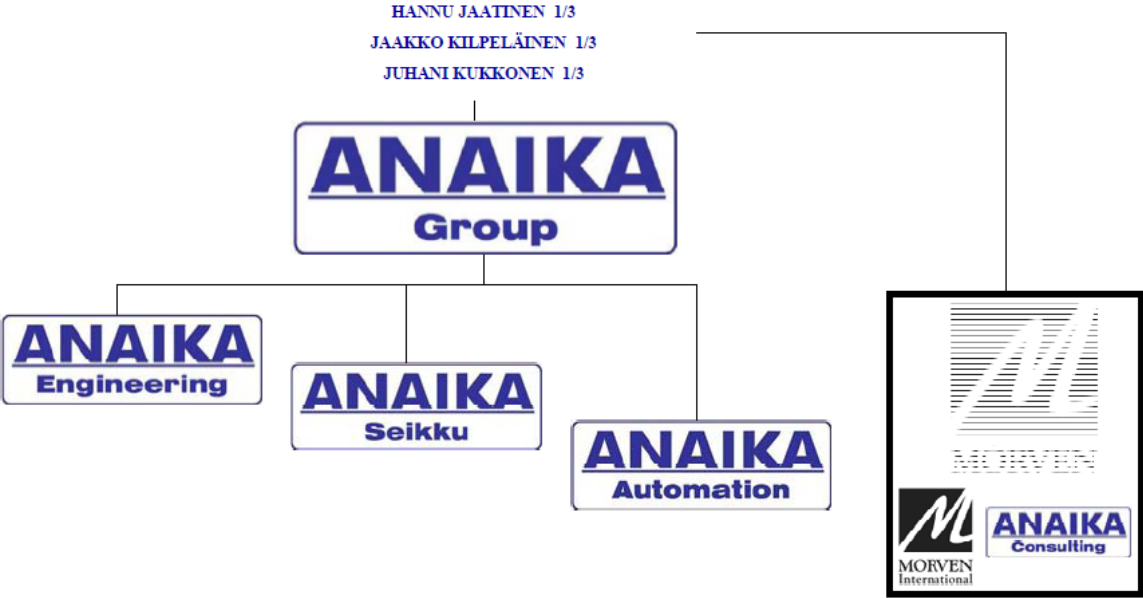 HANNU JAATINEN 1/3
JAAKKO KILPELÄINEN 1/3
JUHANI KUKKONEN 1/3
ANAIKA
Group
ANAIKA
Engineering
ANAIKA
Seikku
ANAIKA
Automation
M
MORVEN
M
MORVEN
International
ANAIKA
Consulting